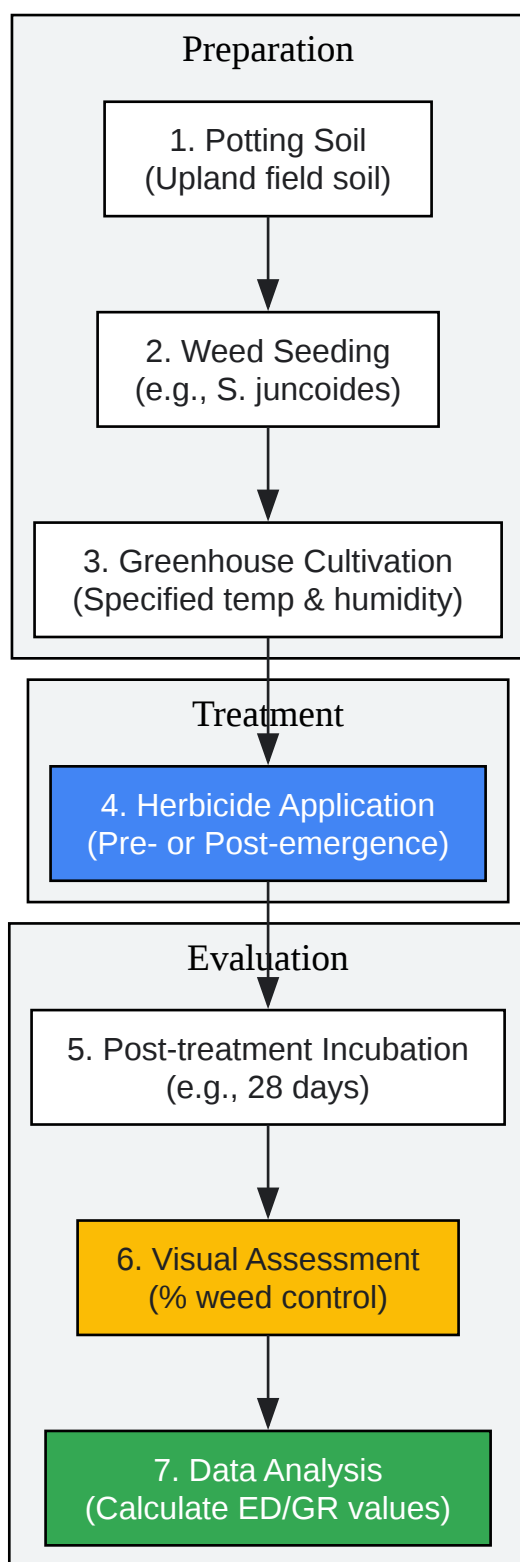 Preparation
1. Potting Soil
(Upland field soil)
2. Weed Seeding
(e.g., S. juncoides)
3. Greenhouse Cultivation
(Specified temp & humidity)
Treatment
4. Herbicide Application
(Pre- or Post-emergence)
Evaluation
5. Post-treatment Incubation
(e.g., 28 days)
6. Visual Assessment
(% weed control)
7. Data Analysis
(Calculate ED/GR values)